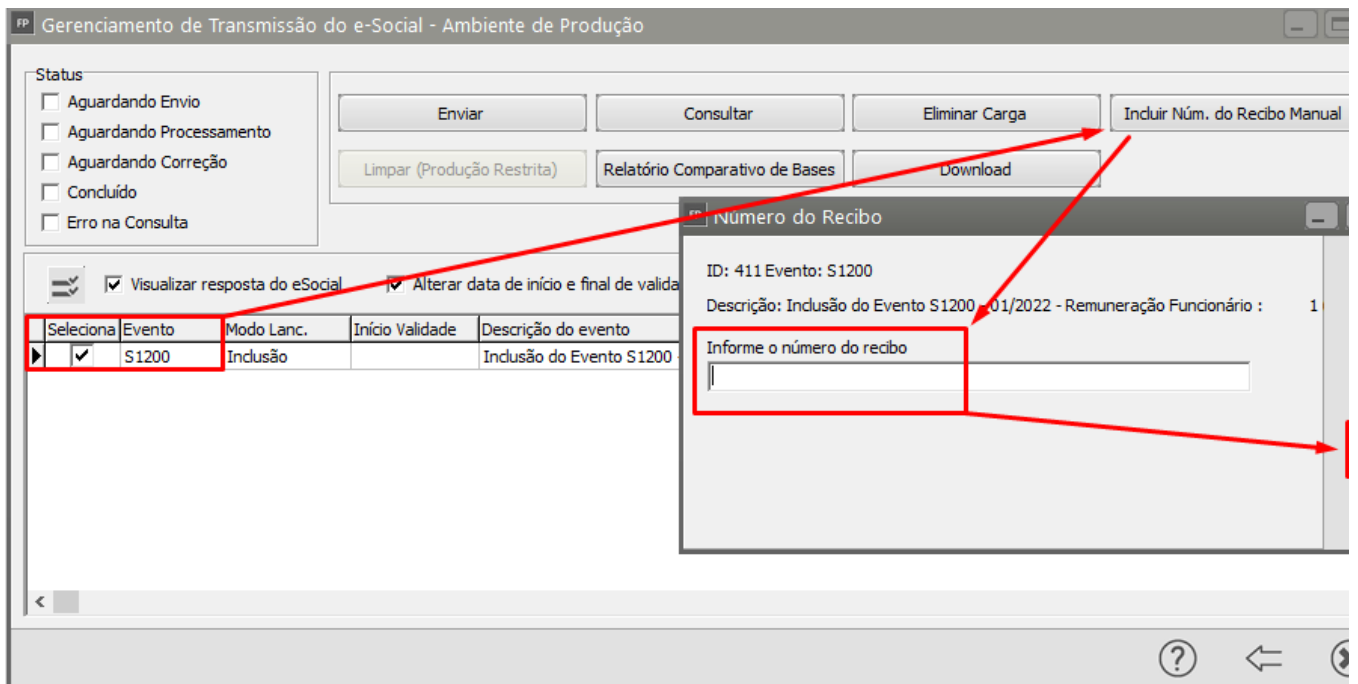 FP Gerenciamento de Transmissão do e-Social - Ambiente de Produção
Status
Aguardando Envio
Aguardando Processamento
Aguardando Correção
Concluído
Erro na Consulta
Enviar Consultar Eliminar Carga Incluir Núm. do Recibo Manual
Limpar (Produção Restrita) Relatório Comparativo de Bases Download
FP Número do Recibo
ID: 411 Evento: S1200
Descrição: Inclusão do Evento S1200 - 01/2022 - Remuneração Funcionário : 1
Informe o número do recibo
Visualizar resposta do eSocial Alterar data de início e final de valida
Seleciona Evento Modo Lanc. Início Validade Descrição do evento
S1200 Inclusão Inclusão do Evento S1200 -